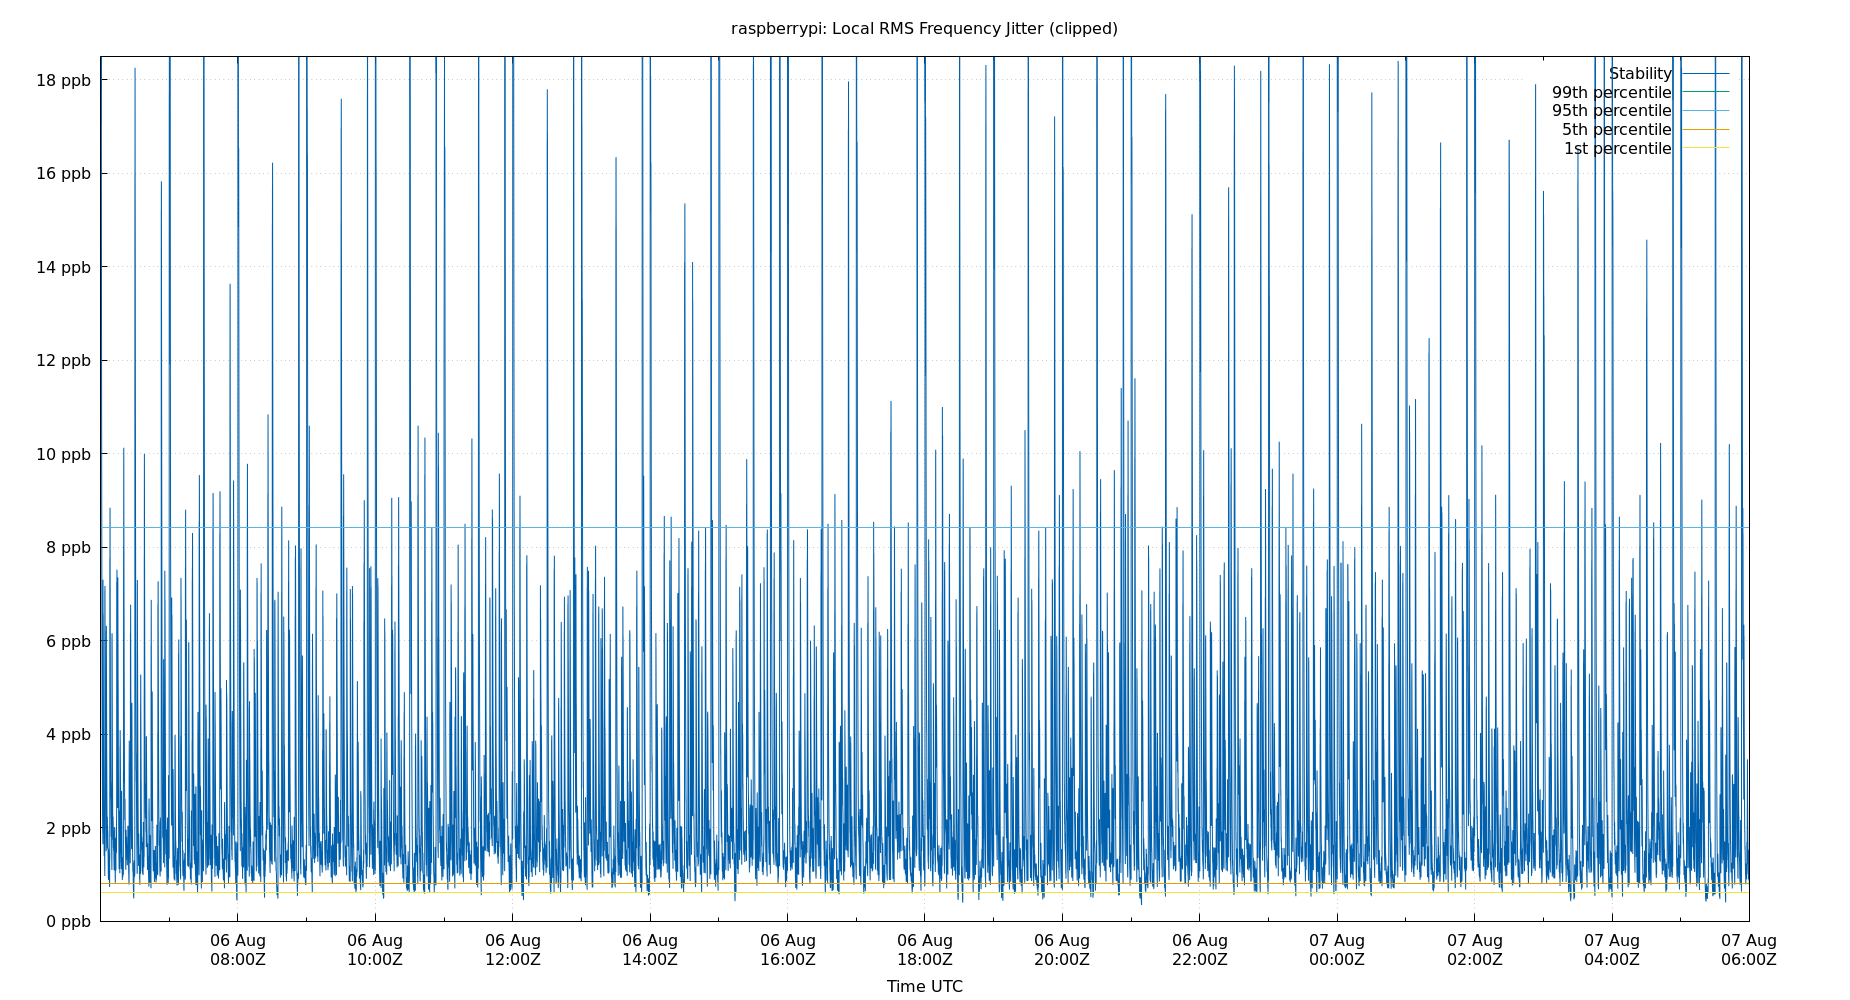 raspberrypi: Local RMS Frequency Jitter (clipped)
18 ppb
16 ppb
14 ppb
12 ppb
10 ppb
8 ppb
6 ppb
4 ppb
2 ppb
0 ppb
Stability
99th percentile
95th percentile
5th percentile
1st percentile
06 Aug 06 Aug 06 Aug 06 Aug 06 Aug 06 Aug 06 Aug 06 Aug 07 Aug 07 Aug 07 Aug 07 Aug
08:00Z 10:00Z 12:00Z 14:00Z 16:00Z 18:00Z 20:00Z 22:00Z 00:00Z 02:00Z 04:00Z 06:00Z
Time UTC